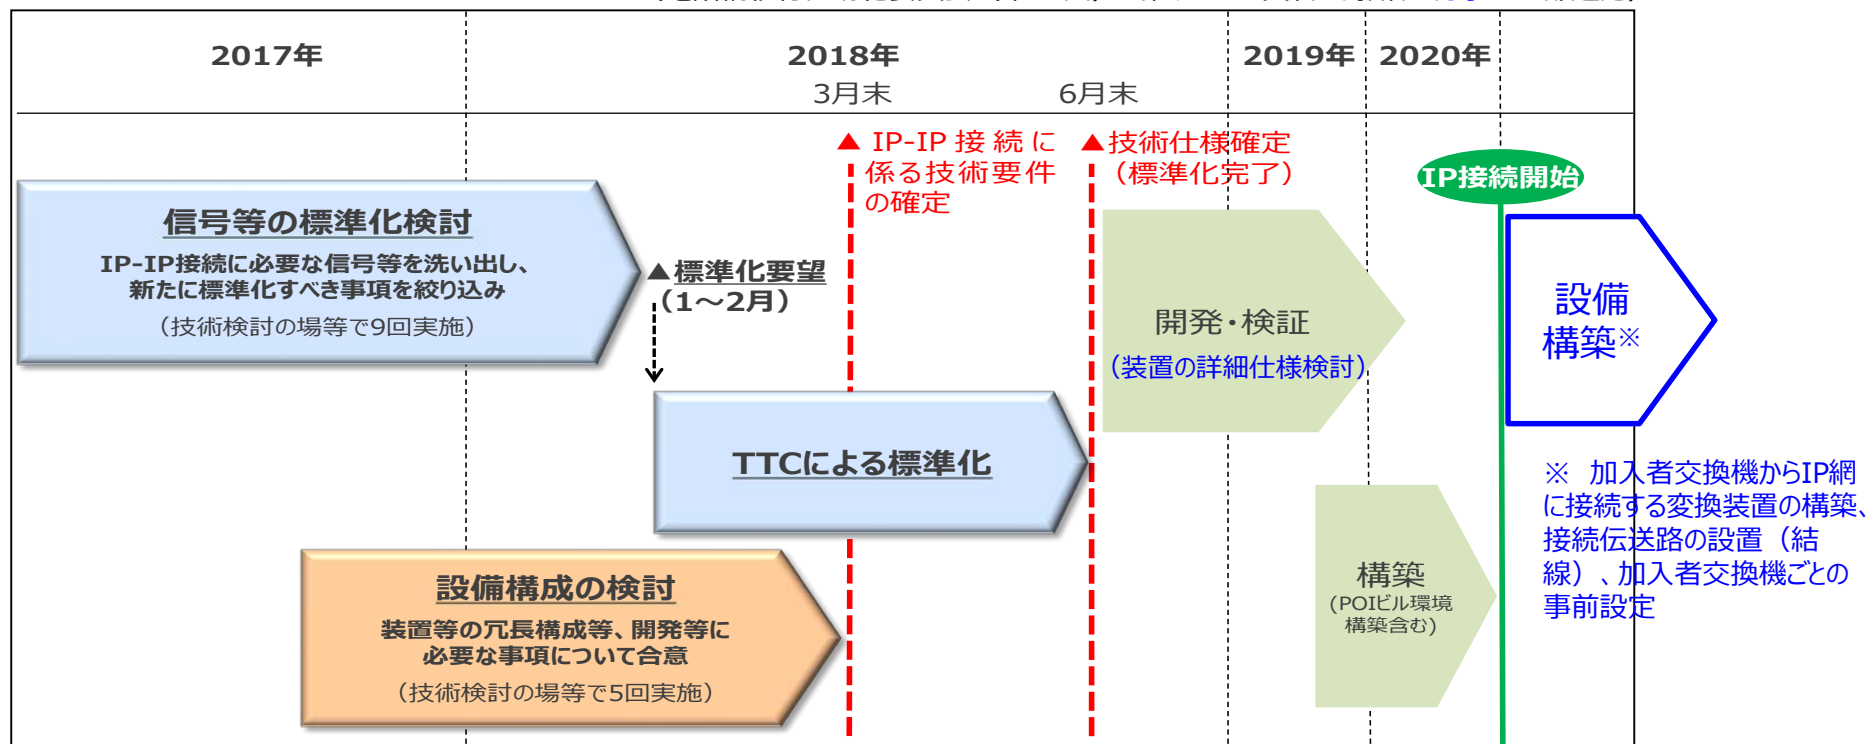 2017年
2018年
2019年
2020年
3月末
6月末
▲ IP-IP接続に
係る技術要件
の確定
▲技術仕様確定
（標準化完了）
IP接続開始
信号等の標準化検討
IP-IP接続に必要な信号等を洗い出し、
新たに標準化すべき事項を絞り込み
（技術検討の場等で9回実施）
▲標準化要望
（1～2月）
開発・検証
（装置の詳細仕様検討）
設備
構築※
TTCによる標準化
※ 加入者交換機からIP網
に接続する変換装置の構築、
接続伝送路の設置（結
線）、加入者交換機ごとの
事前設定
設備構成の検討
装置等の冗長構成等、開発等に
必要な事項について合意
（技術検討の場等で5回実施）
構築
(POIビル環境
構築含む)